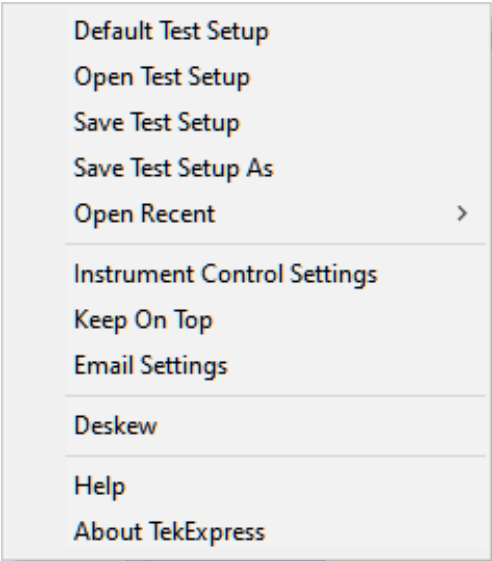 Default Test Setup
Open Test Setup
Save Test Setup
Save Test Setup As
Open Recent
Instrument Control Settings
Keep On Top
Email Settings
Deskew
Help
About TekExpress